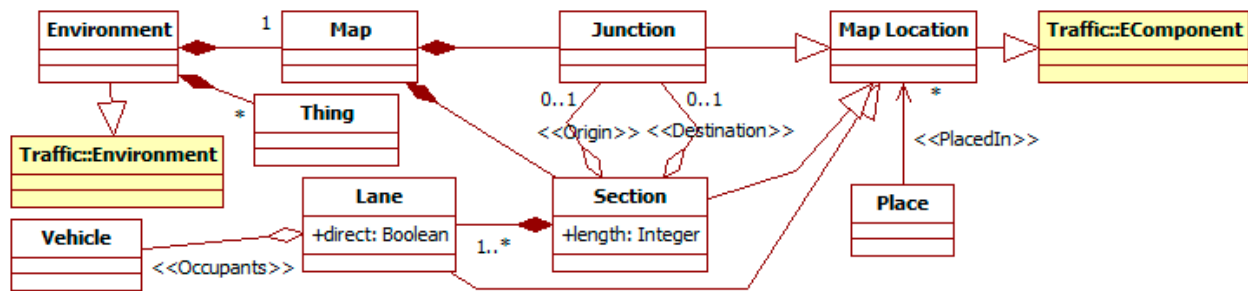 Environment
1
Map
Junction
Map Location
Traffic::EComponent
*
Thing
0..1
0..1
*
<<Origin>>
<<Destination>>
<<PlacedIn>>
Traffic::Environment
Lane
+direct: Boolean
Section
+length: Integer
Place
Vehicle
1..*
<<Occupants>>